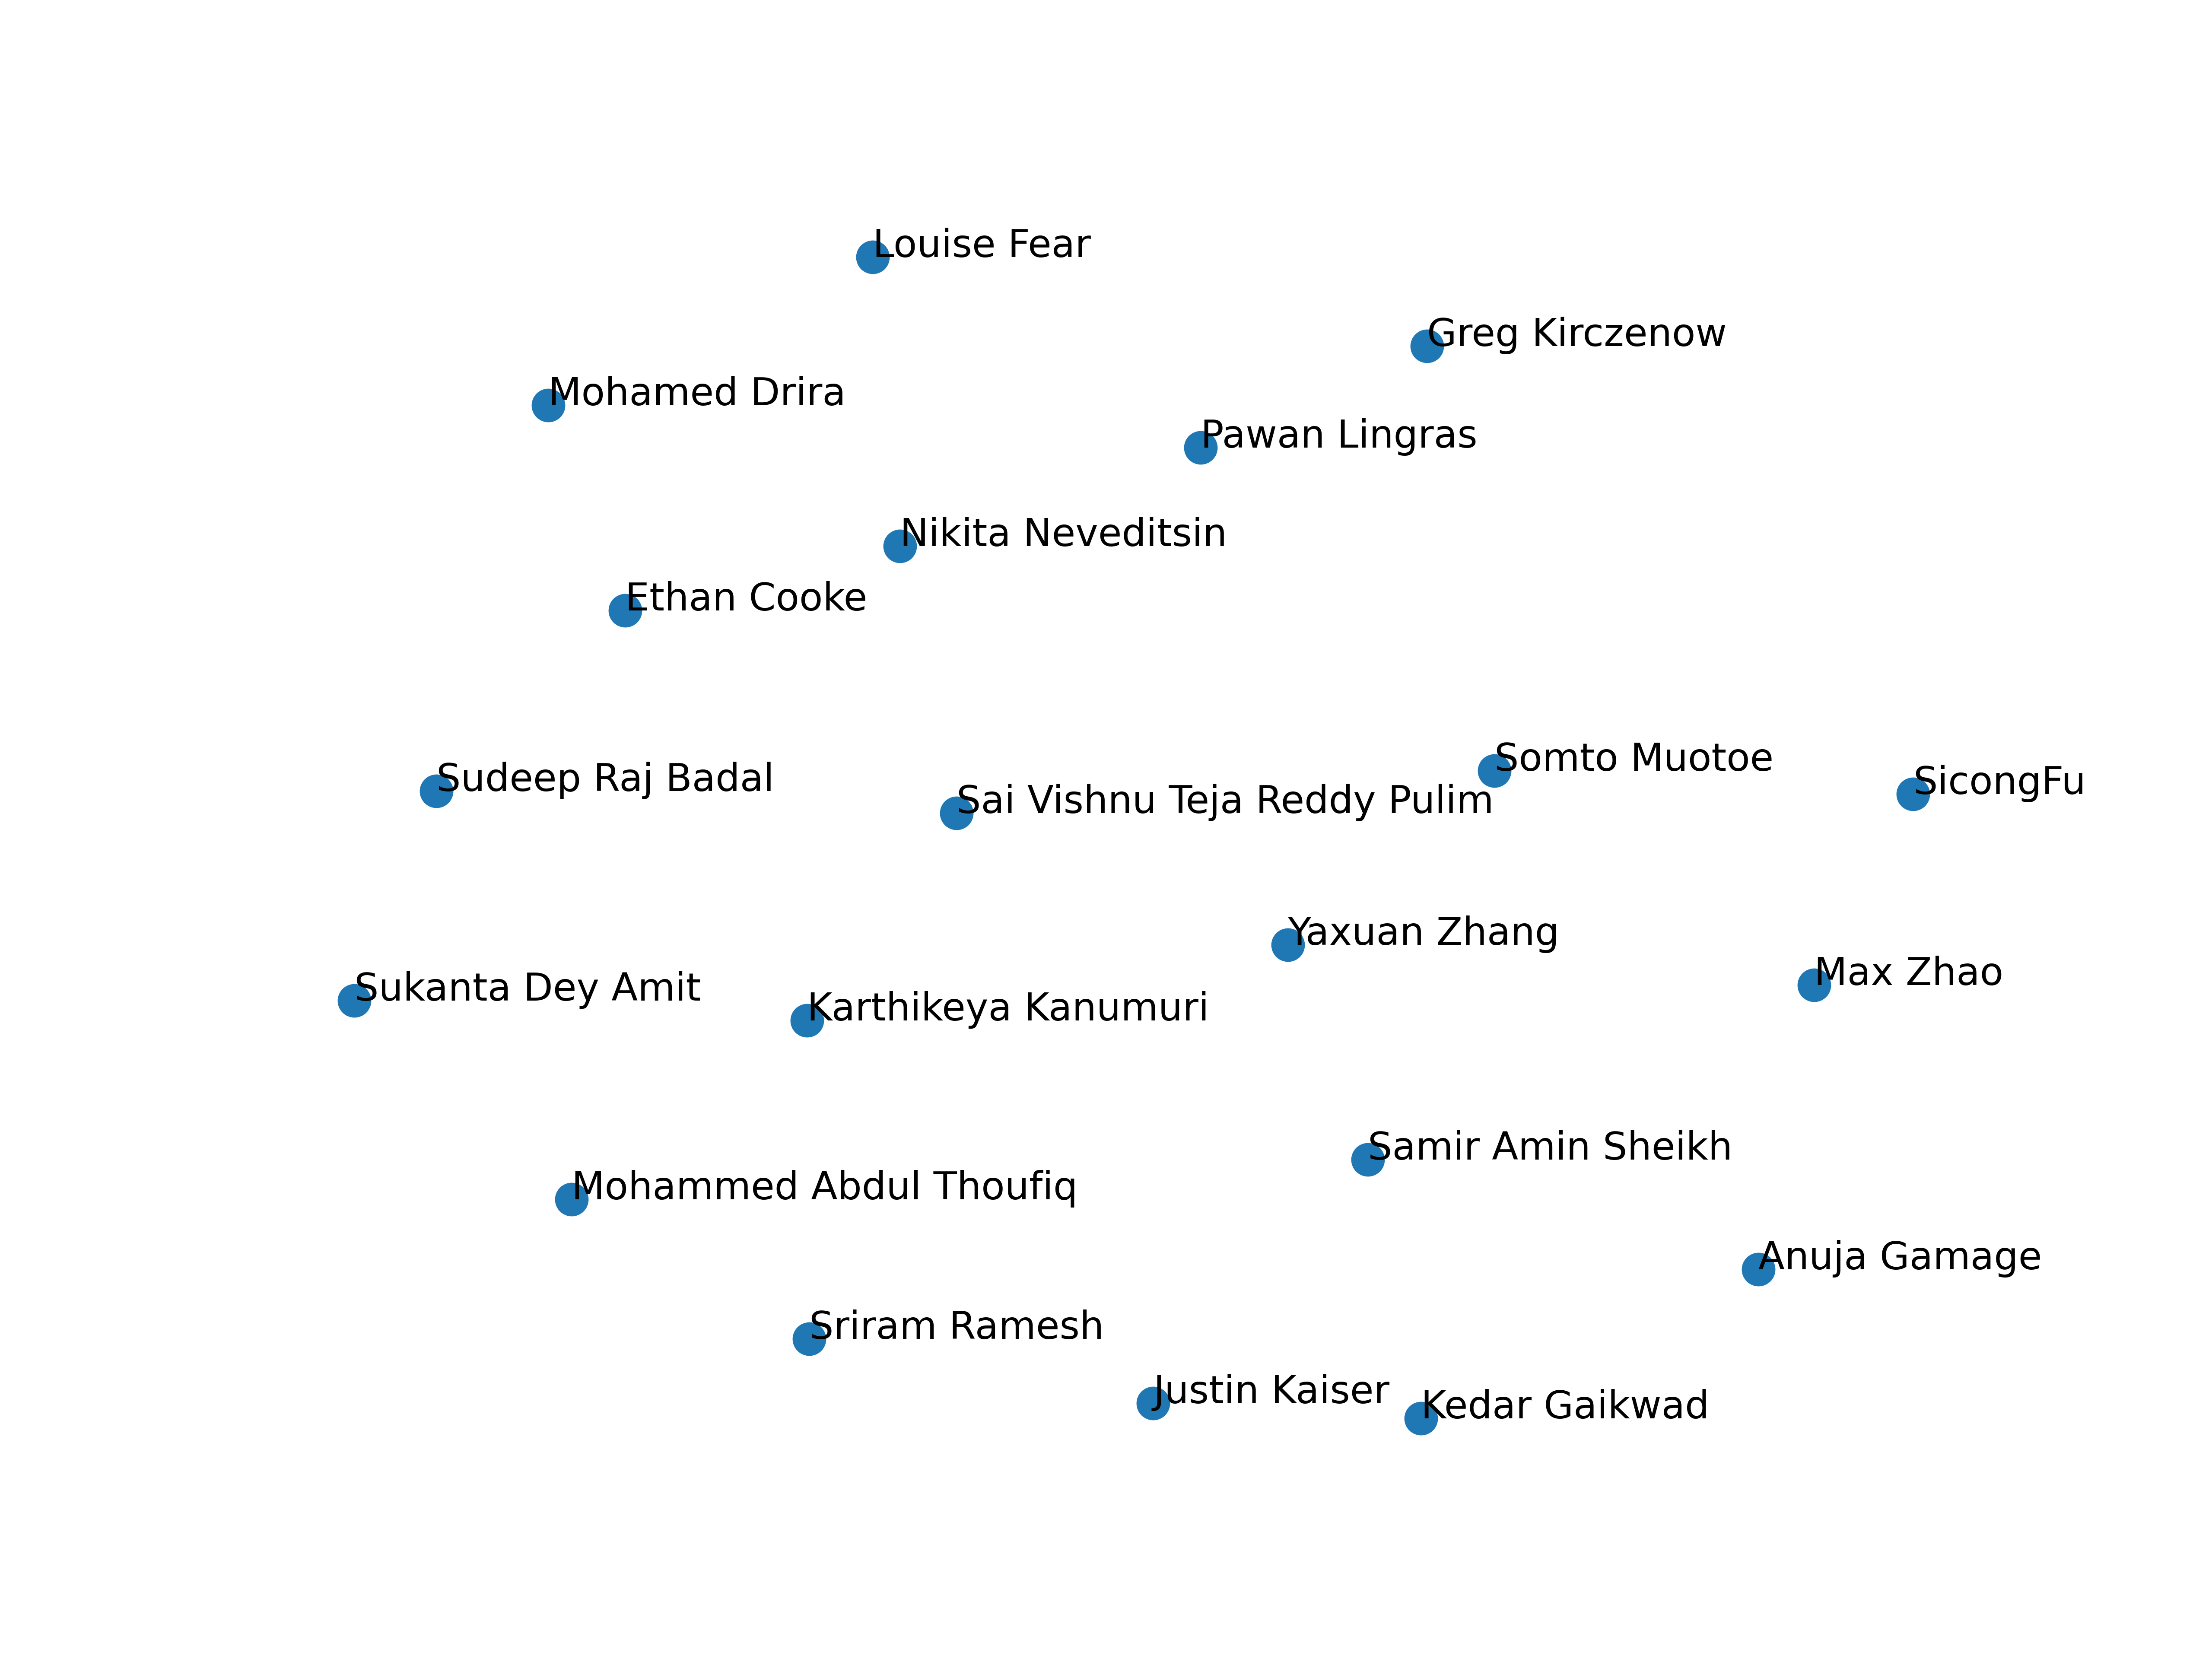 Louise Fear
Greg Kirczenow
Mohamed Drira
Pawan Lingras
Nikita Neveditsin
Ethan Cooke
Somto Muotoe
Sudeep Raj Badal
SicongFu
Sai Vishnu Teja Reddy Pulim
Yaxuan Zhang
Max Zhao
Sukanta Dey Amit
Karthikeya Kanumuri
Samir Amin Sheikh
Mohammed Abdul Thoufiq
Anuja Gamage
Sriram Ramesh
Justin Kaiser
Kedar Gaikwad